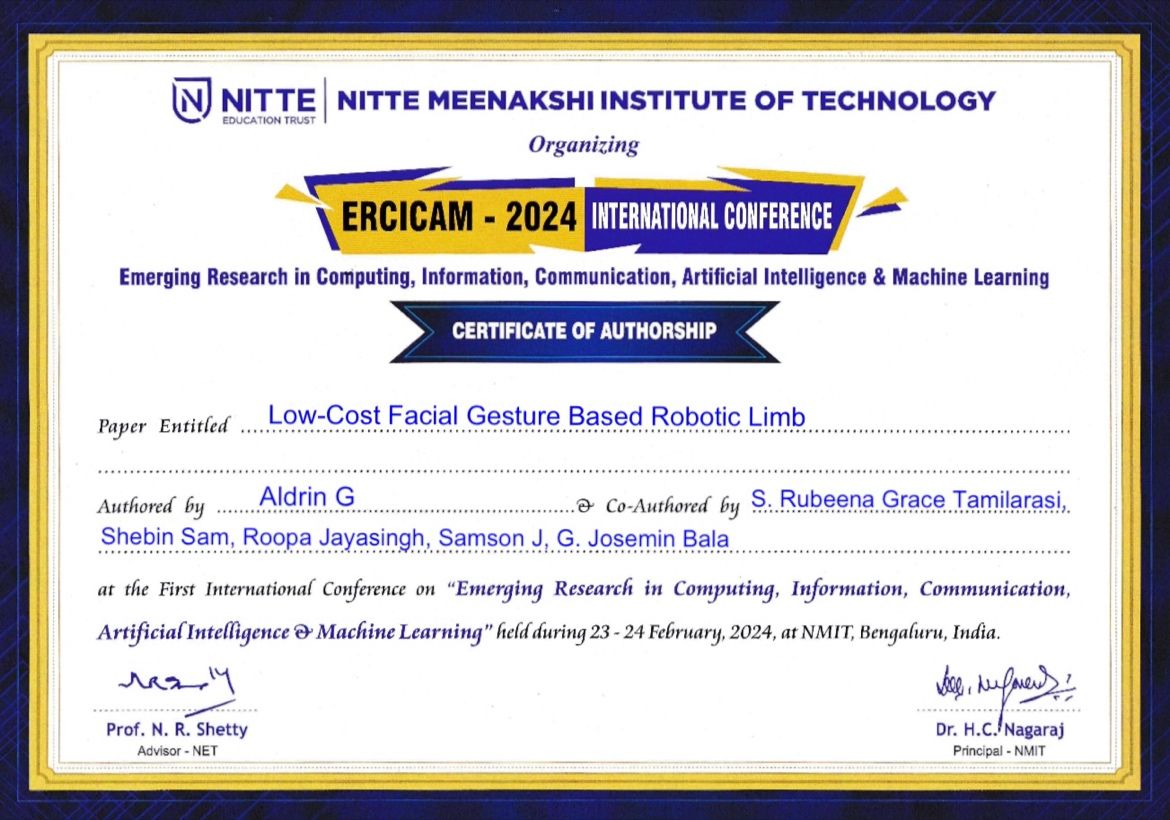 NITTE
EDUCATION TRUST
NITTE MEENAKSHI INSTITUTE OF TECHNOLOGY
Organizing
ERCICAM - 2024 INTERNATIONAL CONFERENCE
Emerging Research in Computing, Information, Communication, Artificial Intelligence & Machine Learning
CERTIFICATE OF AUTHORSHIP
Paper Entitled Low-Cost Facial Gesture Based Robotic Limb
Authored by Aldrin G & Co-Authored by S. Rubeena Grace Tamilarasi,
Shebin Sam, Roopa Jayasingh, Samson J, G. Josemin Bala
at the First International Conference on "Emerging Research in Computing, Information, Communication,
Artificial Intelligence & Machine Learning" held during 23 - 24 February, 2024, at NMIT, Bengaluru, India.
Prof. N. R. Shetty
Advisor - NET
Dr. H.C. Nagaraj
Principal - NMIT